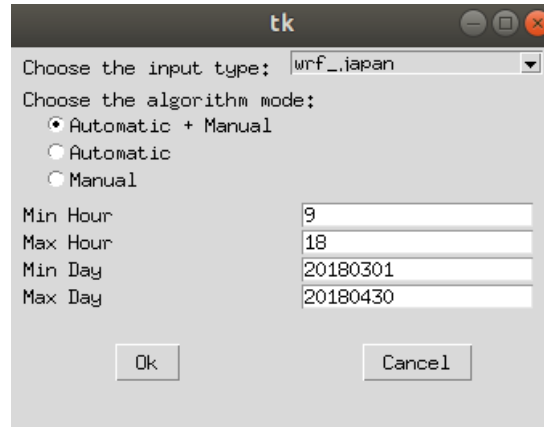 tk
Choose the input type: wrf_japan
Choose the algorithm mode:
Automatic + Manual
Automatic
Manual
Min Hour 9
Max Hour 18
Min Day 20180301
Max Day 20180430
Ok Cancel